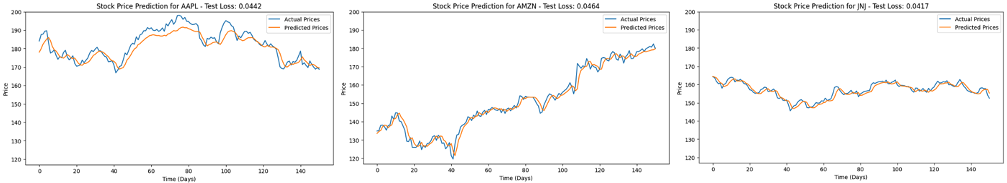 Stock Price Prediction for AAPL - Test Loss: 0.0442
Actual Prices
Predicted Prices
200
190
180
170
160
150
140
130
120
Price
0 20 40 60 80 100 120 140
Time (Days)
Stock Price Prediction for AMZN - Test Loss: 0.0464
Actual Prices
Predicted Prices
200
190
180
170
160
150
140
130
120
Price
0 20 40 60 80 100 120 140
Time (Days)
Stock Price Prediction for JNJ - Test Loss: 0.0417
Actual Prices
Predicted Prices
200
190
180
170
160
150
140
130
120
Price
0 20 40 60 80 100 120 140
Time (Days)